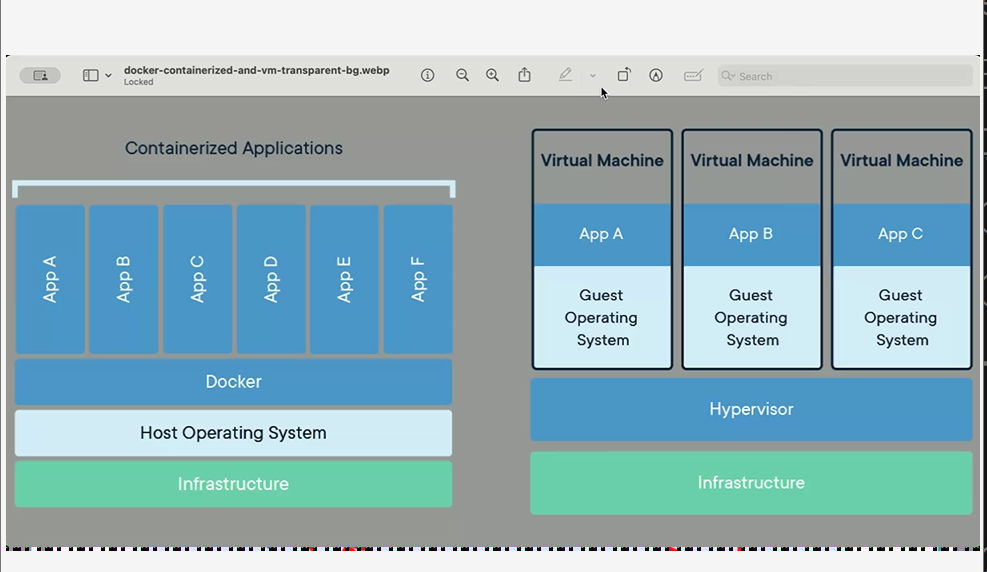 docker-containerized-and-vm-transparent-bg.webp
Locked
Search
Containerized Applications
App A
App B
App C
App D
App E
App F
Docker
Host Operating System
Infrastructure
Virtual Machine
App A
Guest
Operating
System
Virtual Machine
App B
Guest
Operating
System
Virtual Machine
App C
Guest
Operating
System
Hypervisor
Infrastructure